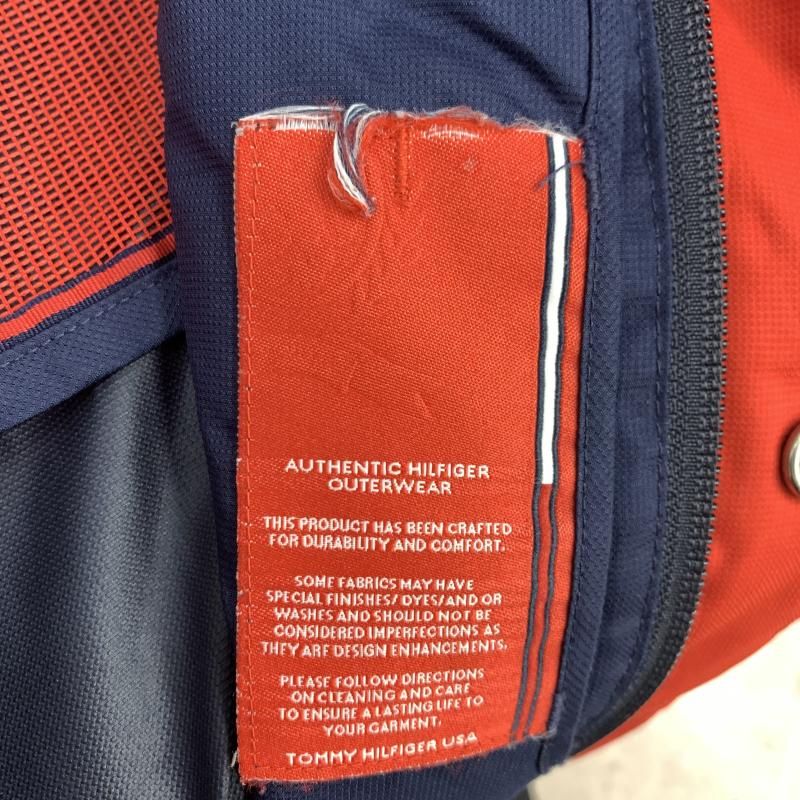 AUTHENTIC HILFIGER
OUTERWEAR
THIS PRODUCT HAS BEEN CRAFTED
FOR DURABILITY AND COMFORT.
SOME FABRICS MAY HAVE
SPECIAL FINISHES/DYES/AND OR
WASHES AND SHOULD NOT BE
CONSIDERED IMPERFECTIONS AS
THEY ARE DESIGN ENHANCEMENTS.
PLEASE FOLLOW DIRECTIONS
ON CLEANING AND CARE
TO ENSURE A LASTING LIFE TO
YOUR GARMENT.
TOMMY HILFIGER USA